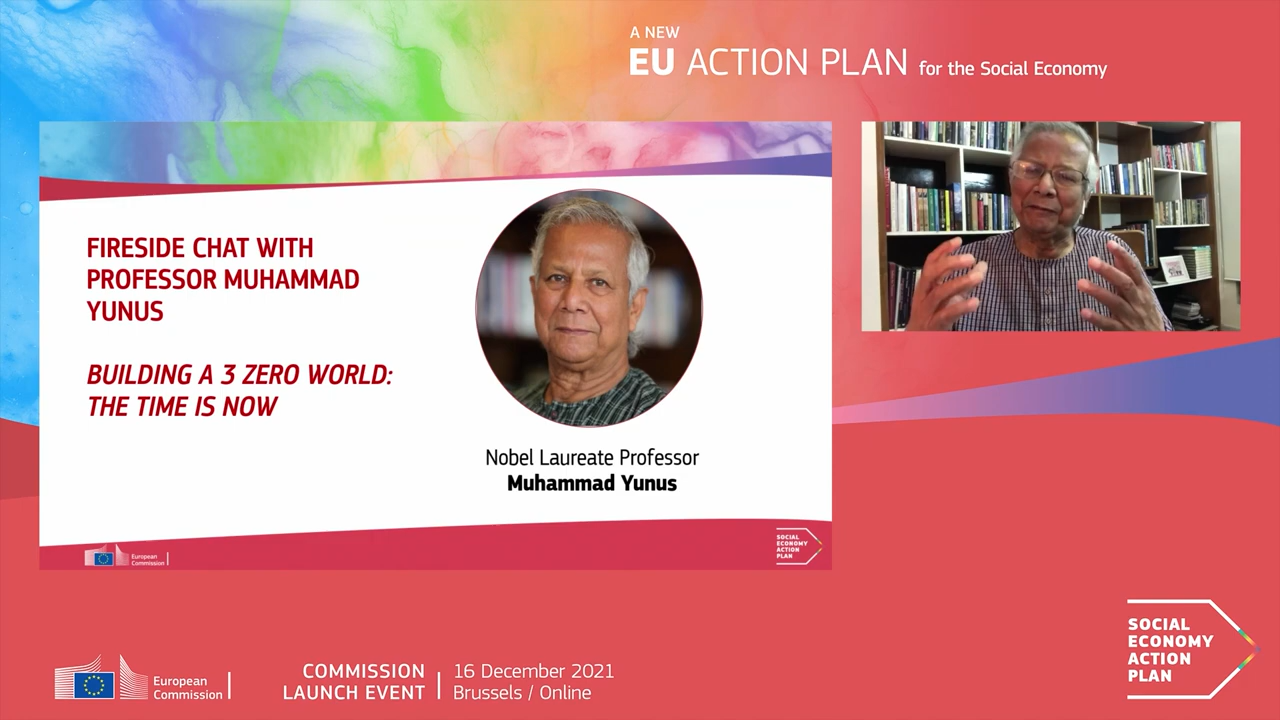 A NEW
EU ACTION PLAN for the Social Economy
FIRESIDE CHAT WITH
PROFESSOR MUHAMMAD
YUNUS
BUILDING A 3 ZERO WORLD:
THE TIME IS NOW
Nobel Laureate Professor
Muhammad Yunus
European
Commission
SOCIAL
ECONOMY
ACTION
PLAN
European
Commission
COMMISSION
LAUNCH EVENT
16 December 2021
Brussels / Online
SOCIAL
ECONOMY
ACTION
PLAN